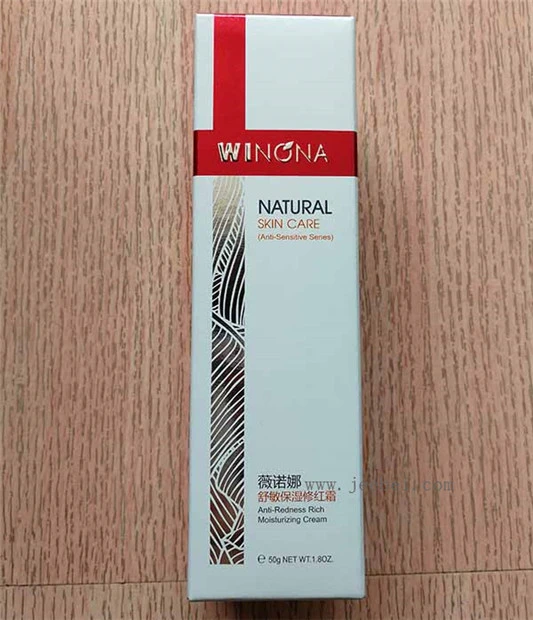 WINONA
NATURAL
SKIN CARE
(Anti-Sensitive Series)
薇诺娜
舒敏保湿修红霜
Anti-Redness Rich
Moisturizing Cream
℮ 50g NET WT.1.8OZ.